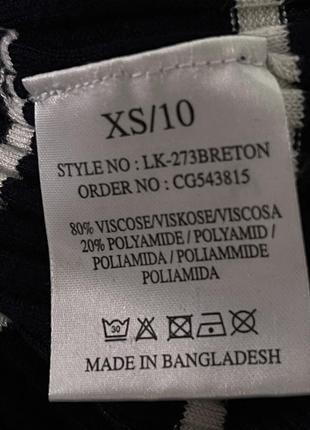 XS/10
STYLE NO : LK-273BRETON
ORDER NO : CG543815
80% VISCOSE/VISKOSE/VISCOSA
20% POLYAMIDE / POLYAMID /
POLIAMIDA / POLIAMMIDE
POLIAMIDA
30
MADE IN BANGLADESH